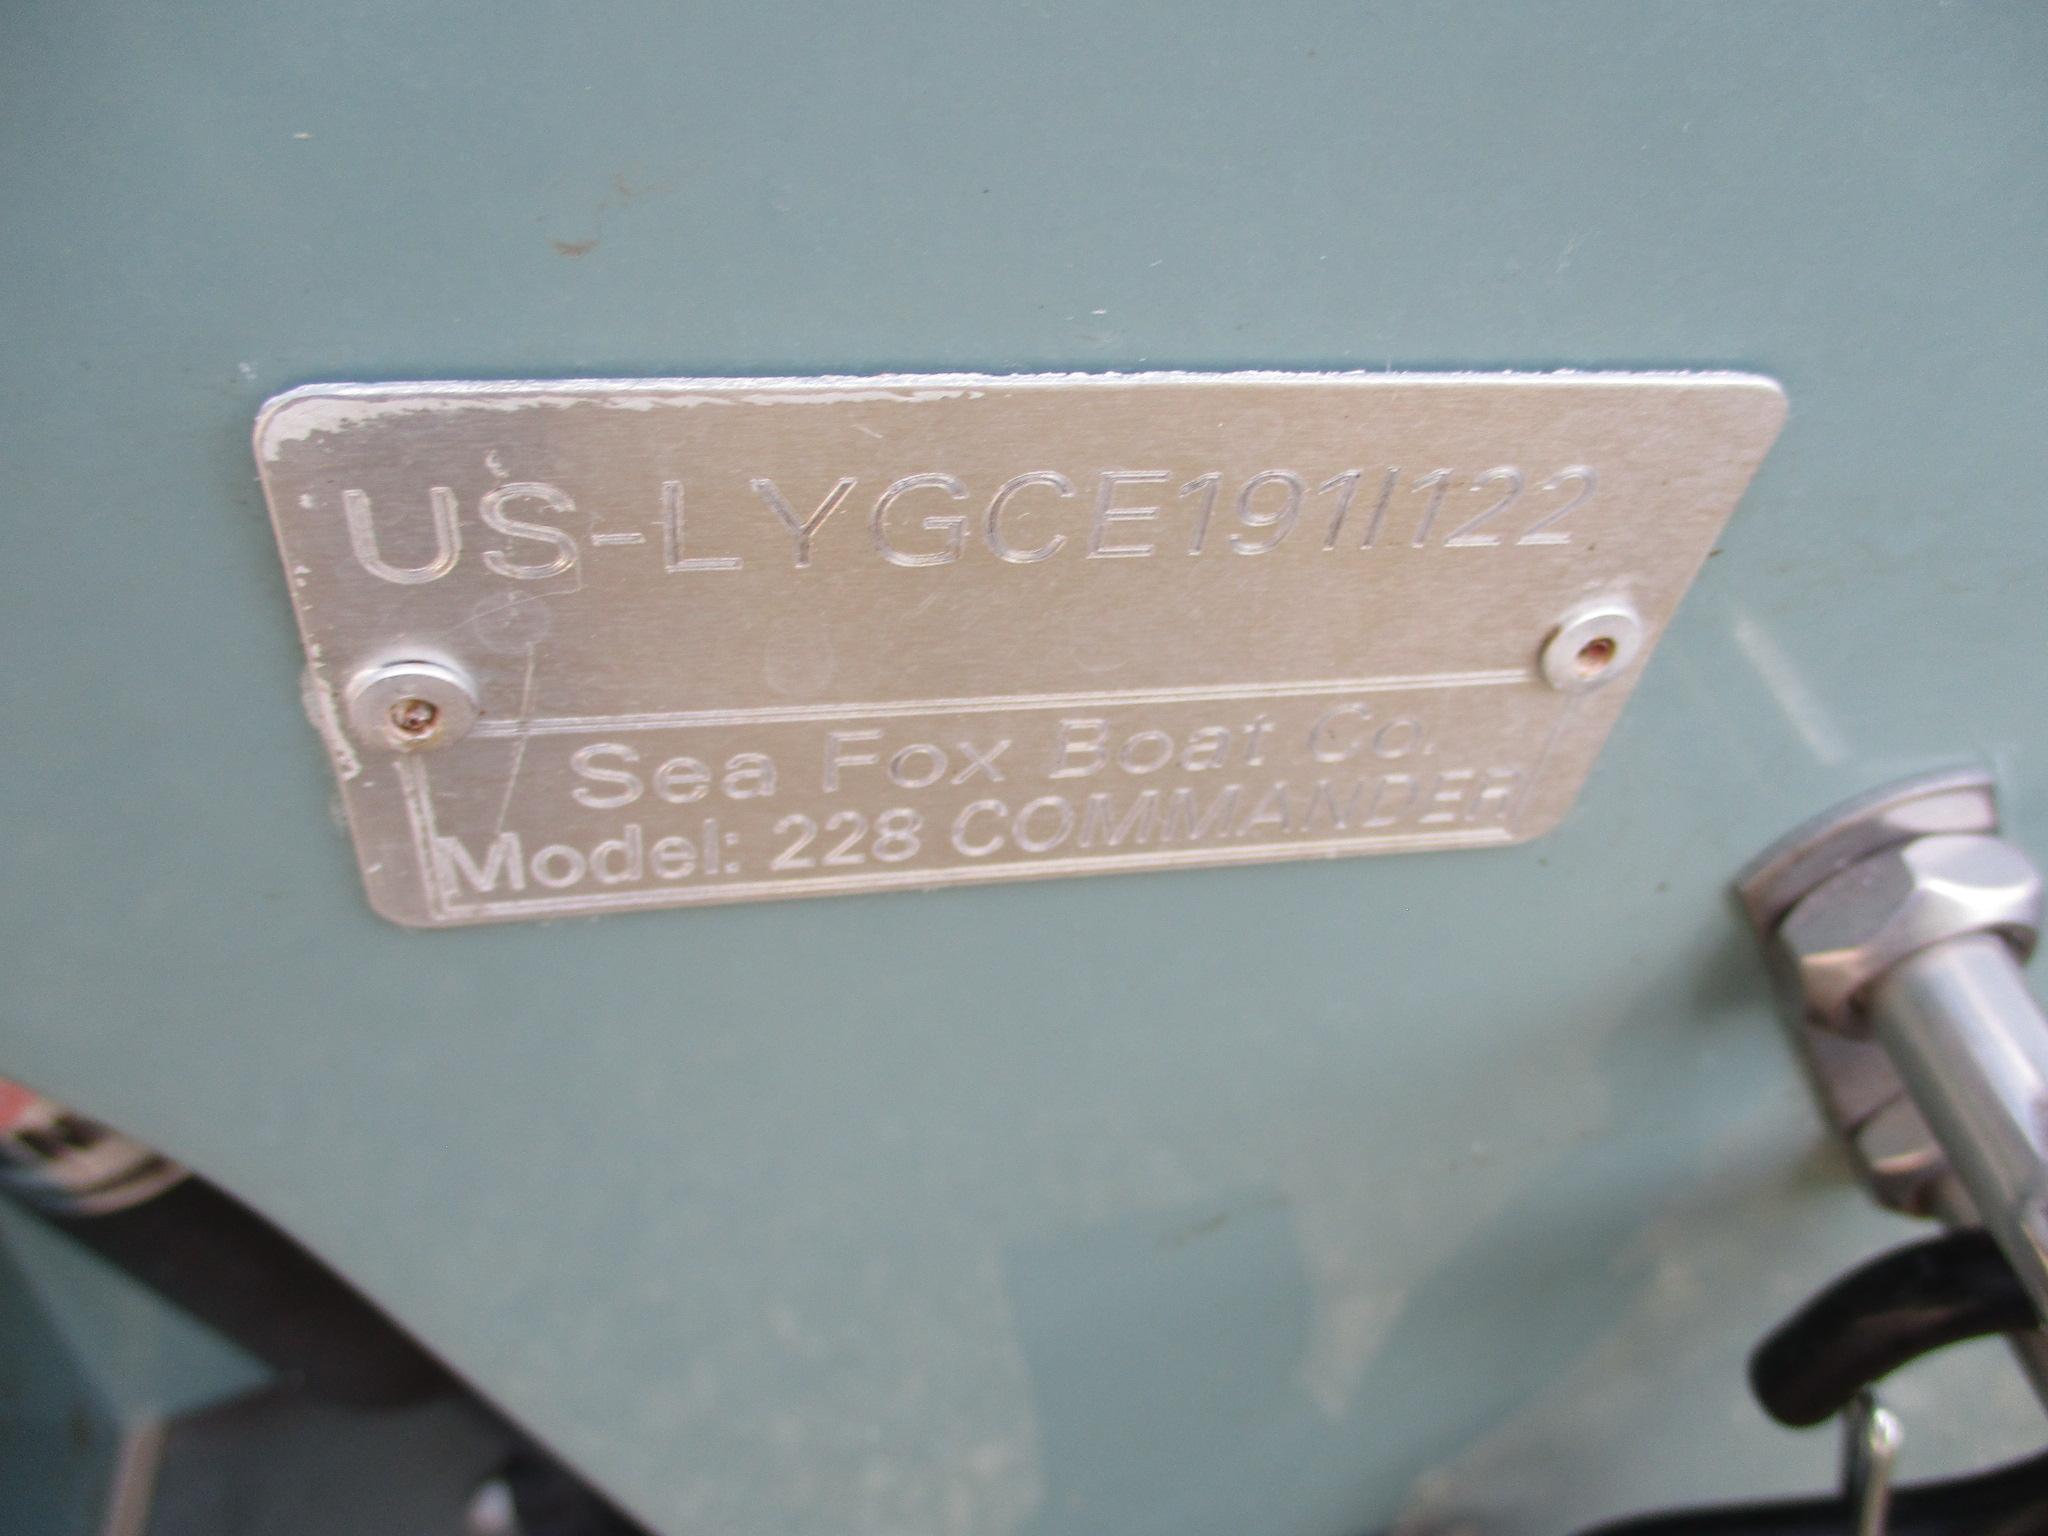 US-LYGCE191I122
Sea Fox Boat Co.
Model: 228 COMMANDER